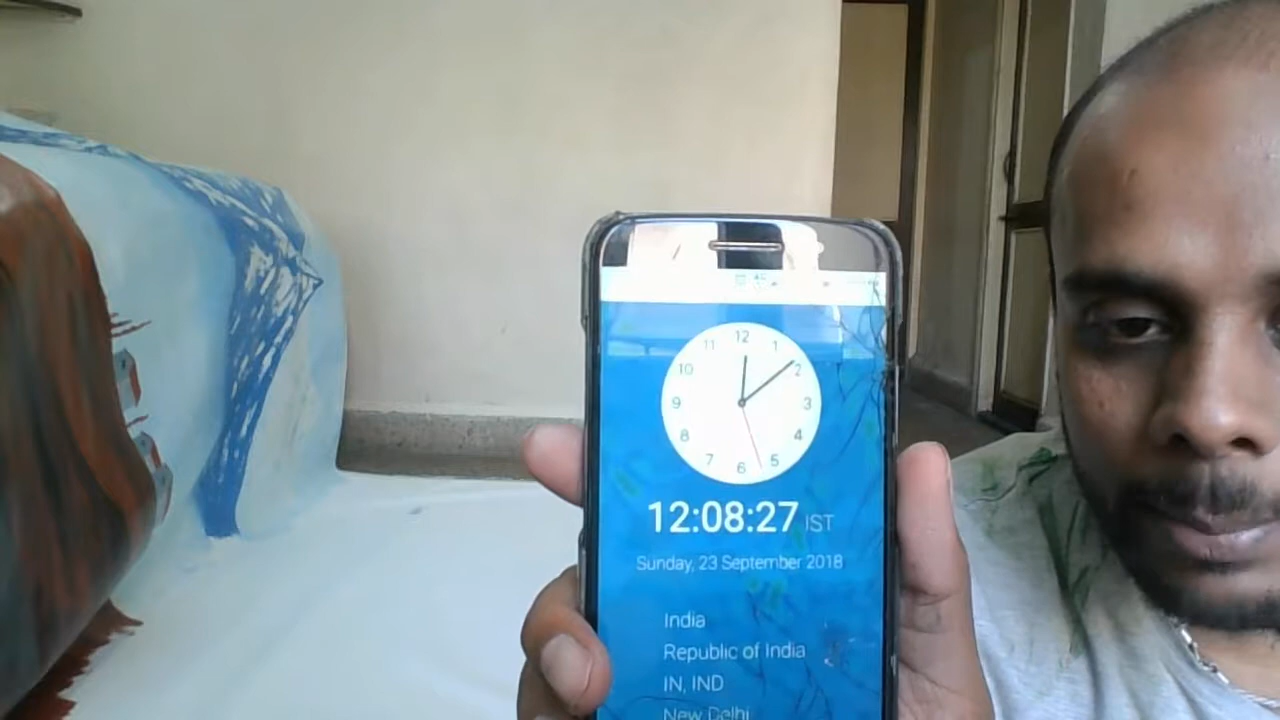 12
11 1
10 2
9 3
8 4
7 5
6
12:08:27 IST
Sunday, 23 September 2018
India
Republic of India
IN, IND
New Delhi